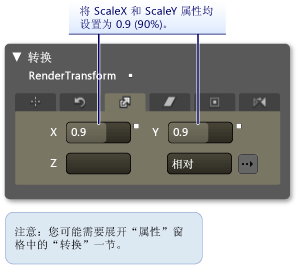 将 ScaleX 和 ScaleY 属性均
设置为 0.9 (90%)。
▼ 转换
RenderTransform
X 0.9 Y 0.9
Z 相对
注意：您可能需要展开“属性”窗
格中的“转换”一节。